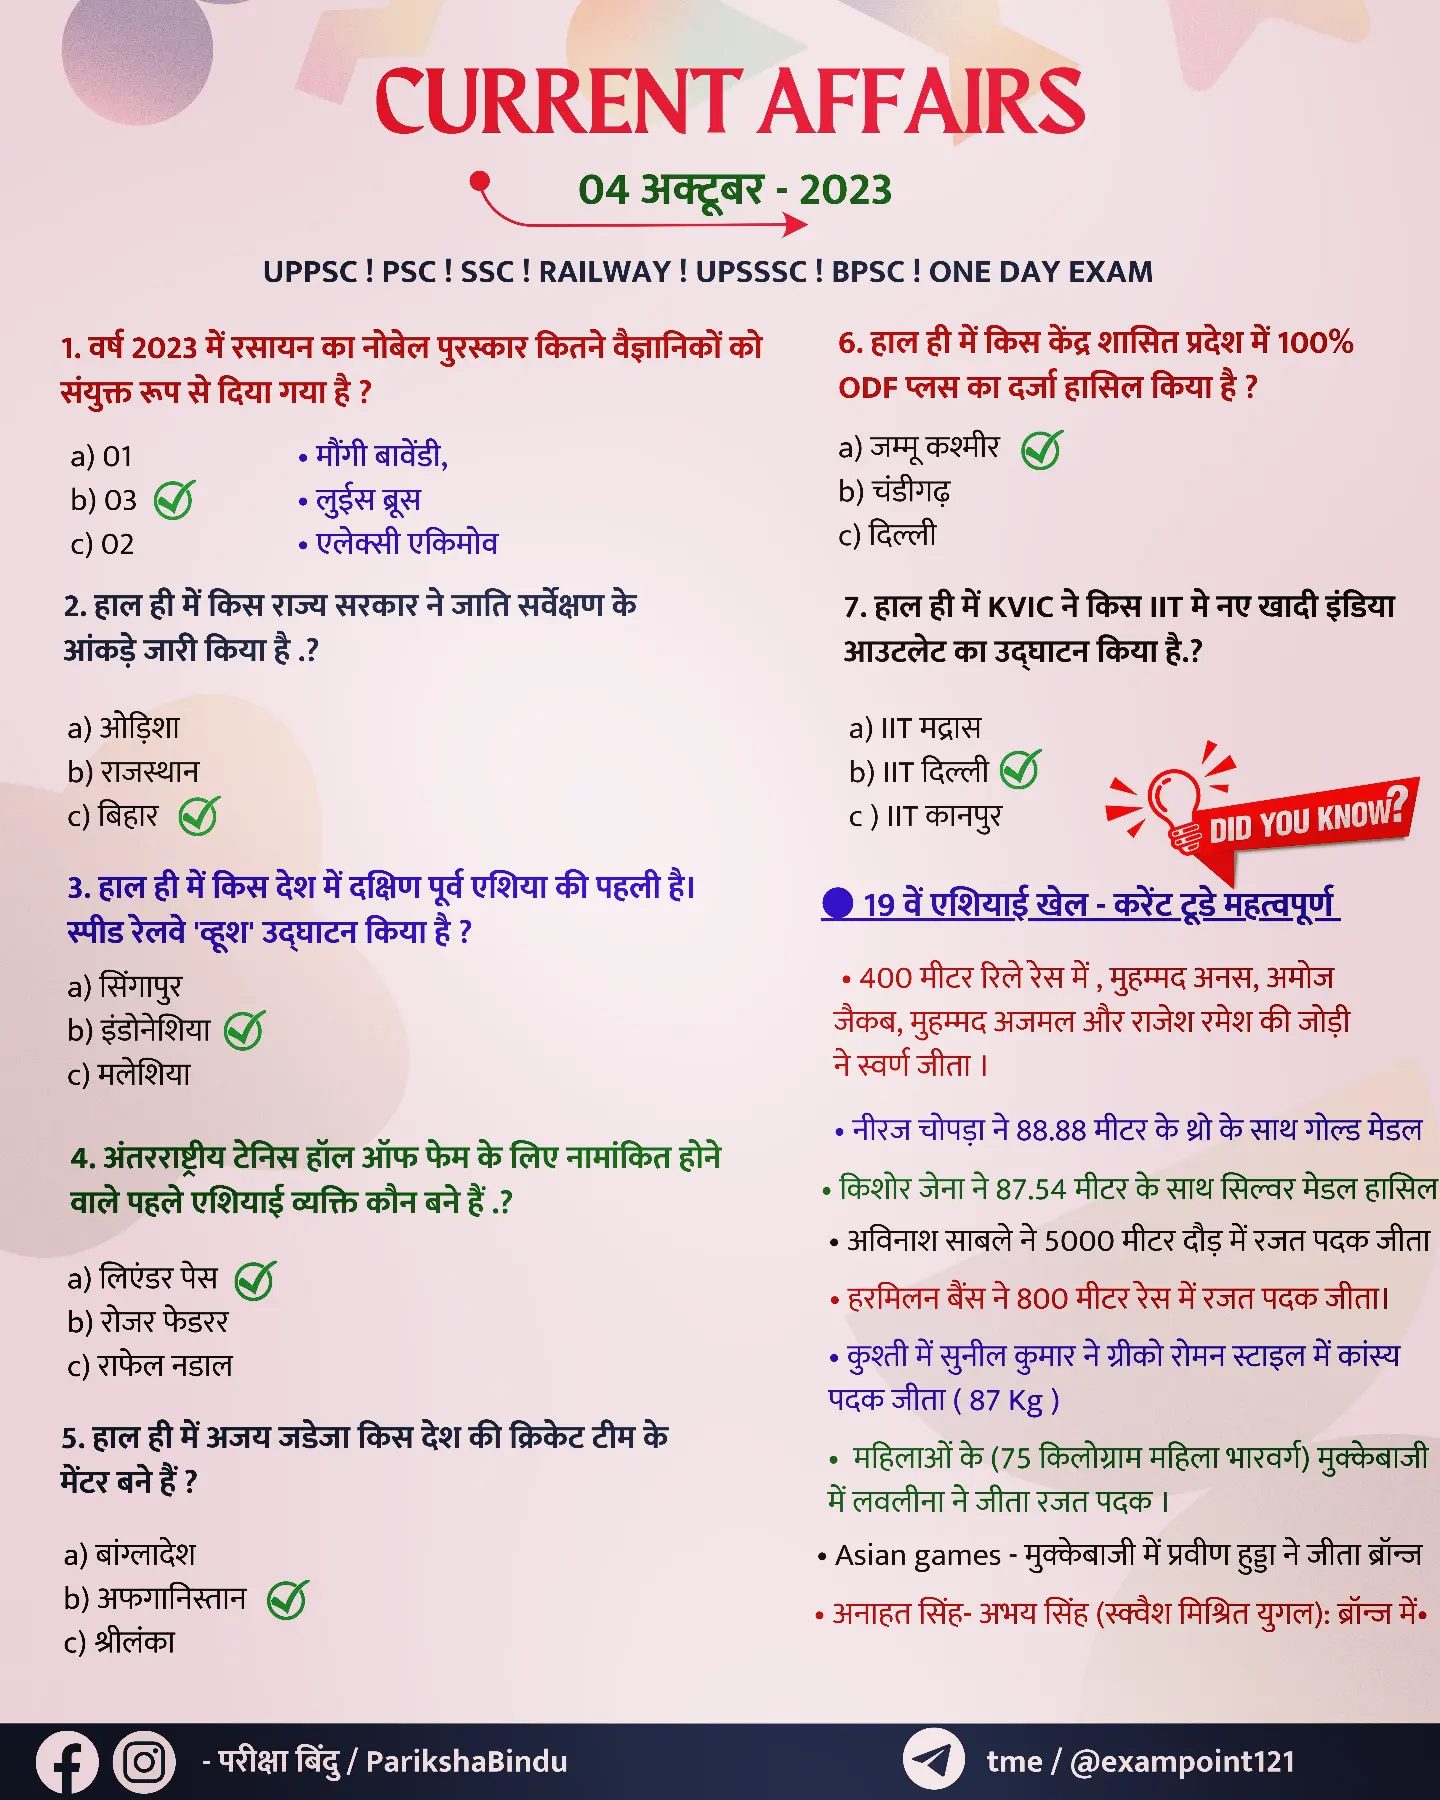 CURRENT AFFAIRS
04 अक्टूबर - 2023
UPPSC ! PSC ! SSC ! RAILWAY ! UPSSSC ! BPSC ! ONE DAY EXAM
1. वर्ष 2023 में रसायन का नोबेल पुरस्कार कितने वैज्ञानिकों को
संयुक्त रूप से दिया गया है ?
a) 01
b) 03
c) 02
• मौंगी बावेंडी,
• लुईस ब्रूस
• एलेक्सी एकिमोव
2. हाल ही में किस राज्य सरकार ने जाति सर्वेक्षण के
आंकड़े जारी किया है .?
a) ओड़िशा
b) राजस्थान
c) बिहार
3. हाल ही में किस देश में दक्षिण पूर्व एशिया की पहली है।
स्पीड रेलवे 'व्हूश' उद्घाटन किया है ?
a) सिंगापुर
b) इंडोनेशिया
c) मलेशिया
4. अंतरराष्ट्रीय टेनिस हॉल ऑफ फेम के लिए नामांकित होने
वाले पहले एशियाई व्यक्ति कौन बने हैं .?
a) लिएंडर पेस
b) रोजर फेडरर
c) राफेल नडाल
5. हाल ही में अजय जडेजा किस देश की क्रिकेट टीम के
मेंटर बने हैं ?
a) बांग्लादेश
b) अफगानिस्तान
c) श्रीलंका
6. हाल ही में किस केंद्र शासित प्रदेश में 100%
ODF प्लस का दर्जा हासिल किया है ?
a) जम्मू कश्मीर
b) चंडीगढ़
c) दिल्ली
7. हाल ही में KVIC ने किस IIT मे नए खादी इंडिया
आउटलेट का उद्घाटन किया है.?
a) IIT मद्रास
b) IIT दिल्ली
c ) IIT कानपुर
DID YOU KNOW?
19 वें एशियाई खेल - करेंट टूडे महत्वपूर्ण
• 400 मीटर रिले रेस में , मुहम्मद अनस, अमोज
जैकब, मुहम्मद अजमल और राजेश रमेश की जोड़ी
ने स्वर्ण जीता ।
• नीरज चोपड़ा ने 88.88 मीटर के थ्रो के साथ गोल्ड मेडल
• किशोर जेना ने 87.54 मीटर के साथ सिल्वर मेडल हासिल
• अविनाश साबले ने 5000 मीटर दौड़ में रजत पदक जीता
• हरमिलन बैंस ने 800 मीटर रेस में रजत पदक जीता।
• कुश्ती में सुनील कुमार ने ग्रीको रोमन स्टाइल में कांस्य
पदक जीता ( 87 Kg )
• महिलाओं के (75 किलोग्राम महिला भारवर्ग) मुक्केबाजी
में लवलीना ने जीता रजत पदक ।
• Asian games - मुक्केबाजी में प्रवीण हुड्डा ने जीता ब्रॉन्ज
• अनाहत सिंह- अभय सिंह (स्क्वैश मिश्रित युगल): ब्रॉन्ज में•
- परीक्षा बिंदु / ParikshaBindu
tme / @exampoint121